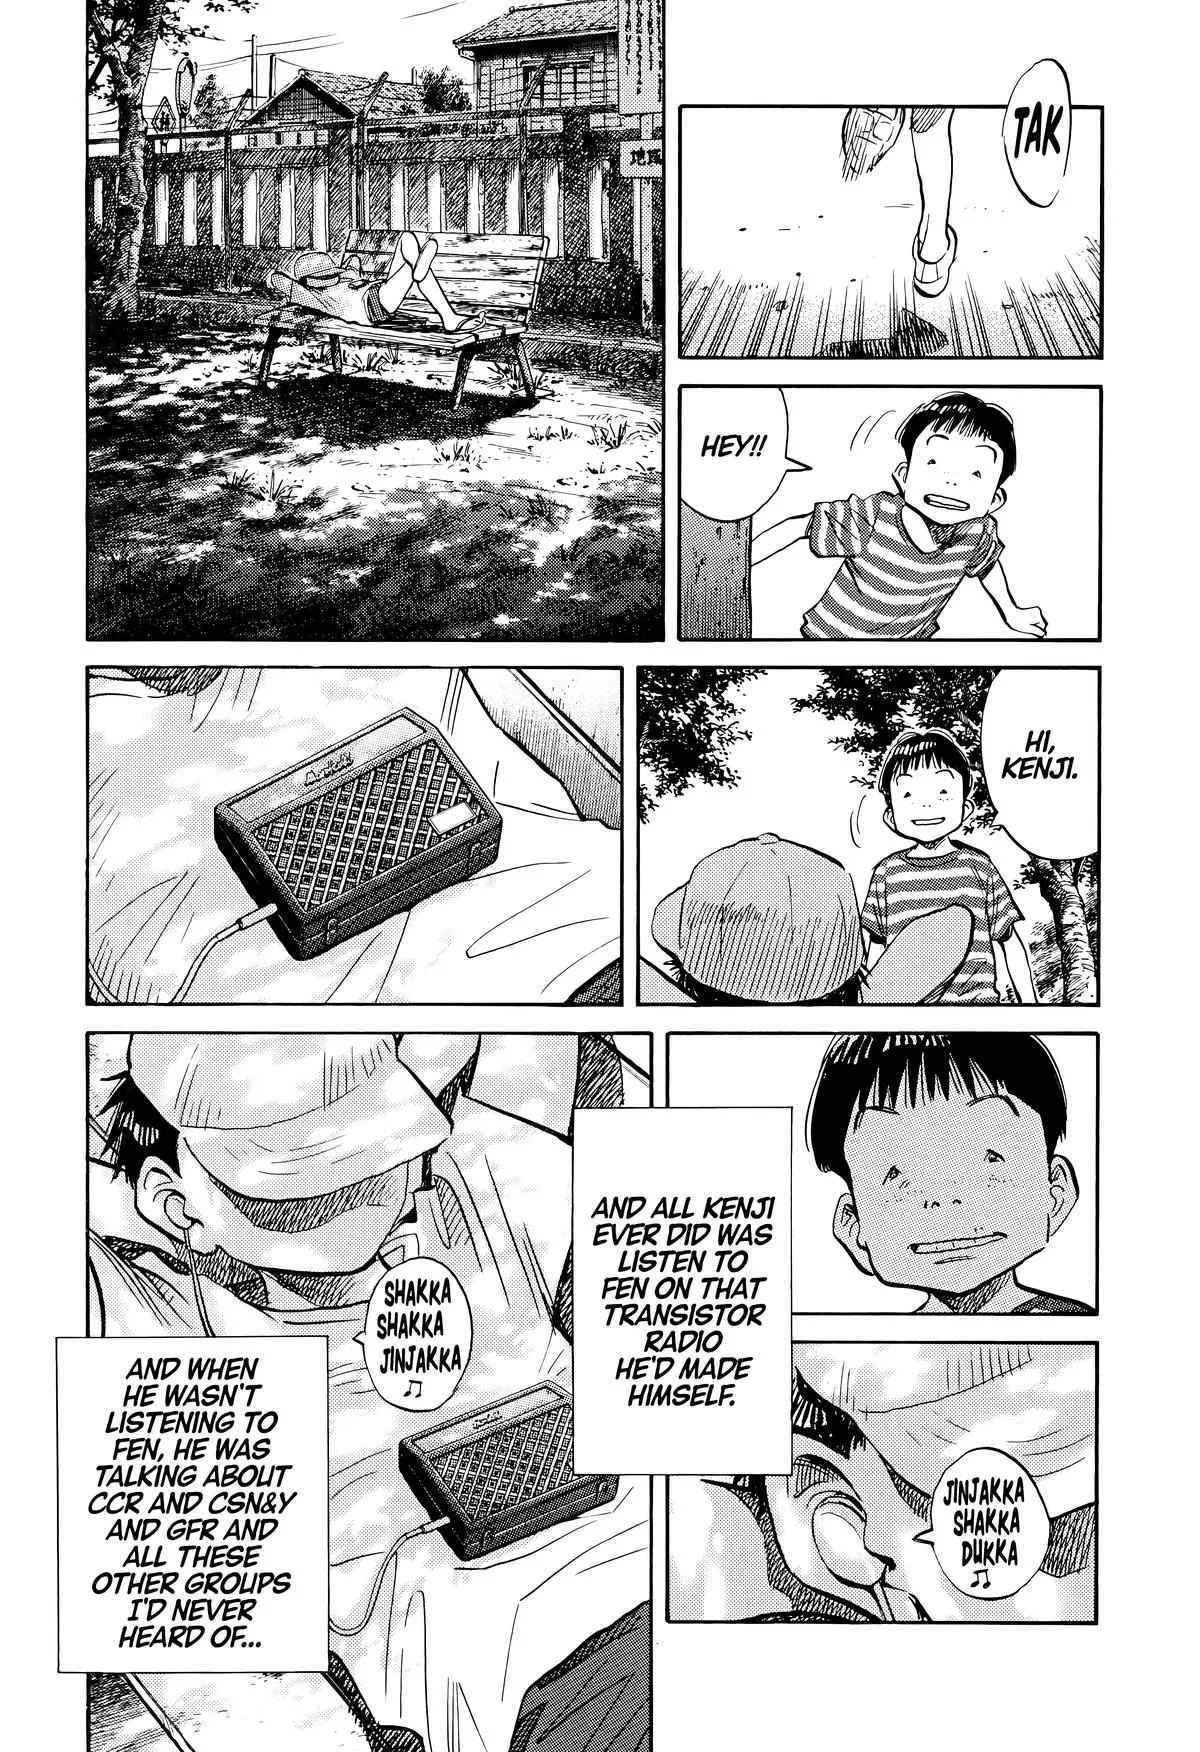 TAK
HEY!!
HI,
KENJI.
AND ALL KENJI
EVER DID WAS
LISTEN TO
FEN ON THAT
TRANSISTOR
RADIO
HE'D MADE
HIMSELF.
JINJAKKA
SHAKKA
DUKKA
♫
SHAKKA
SHAKKA
JINJAKKA
♫
AND WHEN
HE WASN'T
LISTENING TO
FEN, HE WAS
TALKING ABOUT
CCR AND CSN&Y
AND GFR AND
ALL THESE
OTHER GROUPS
I'D NEVER
HEARD OF...